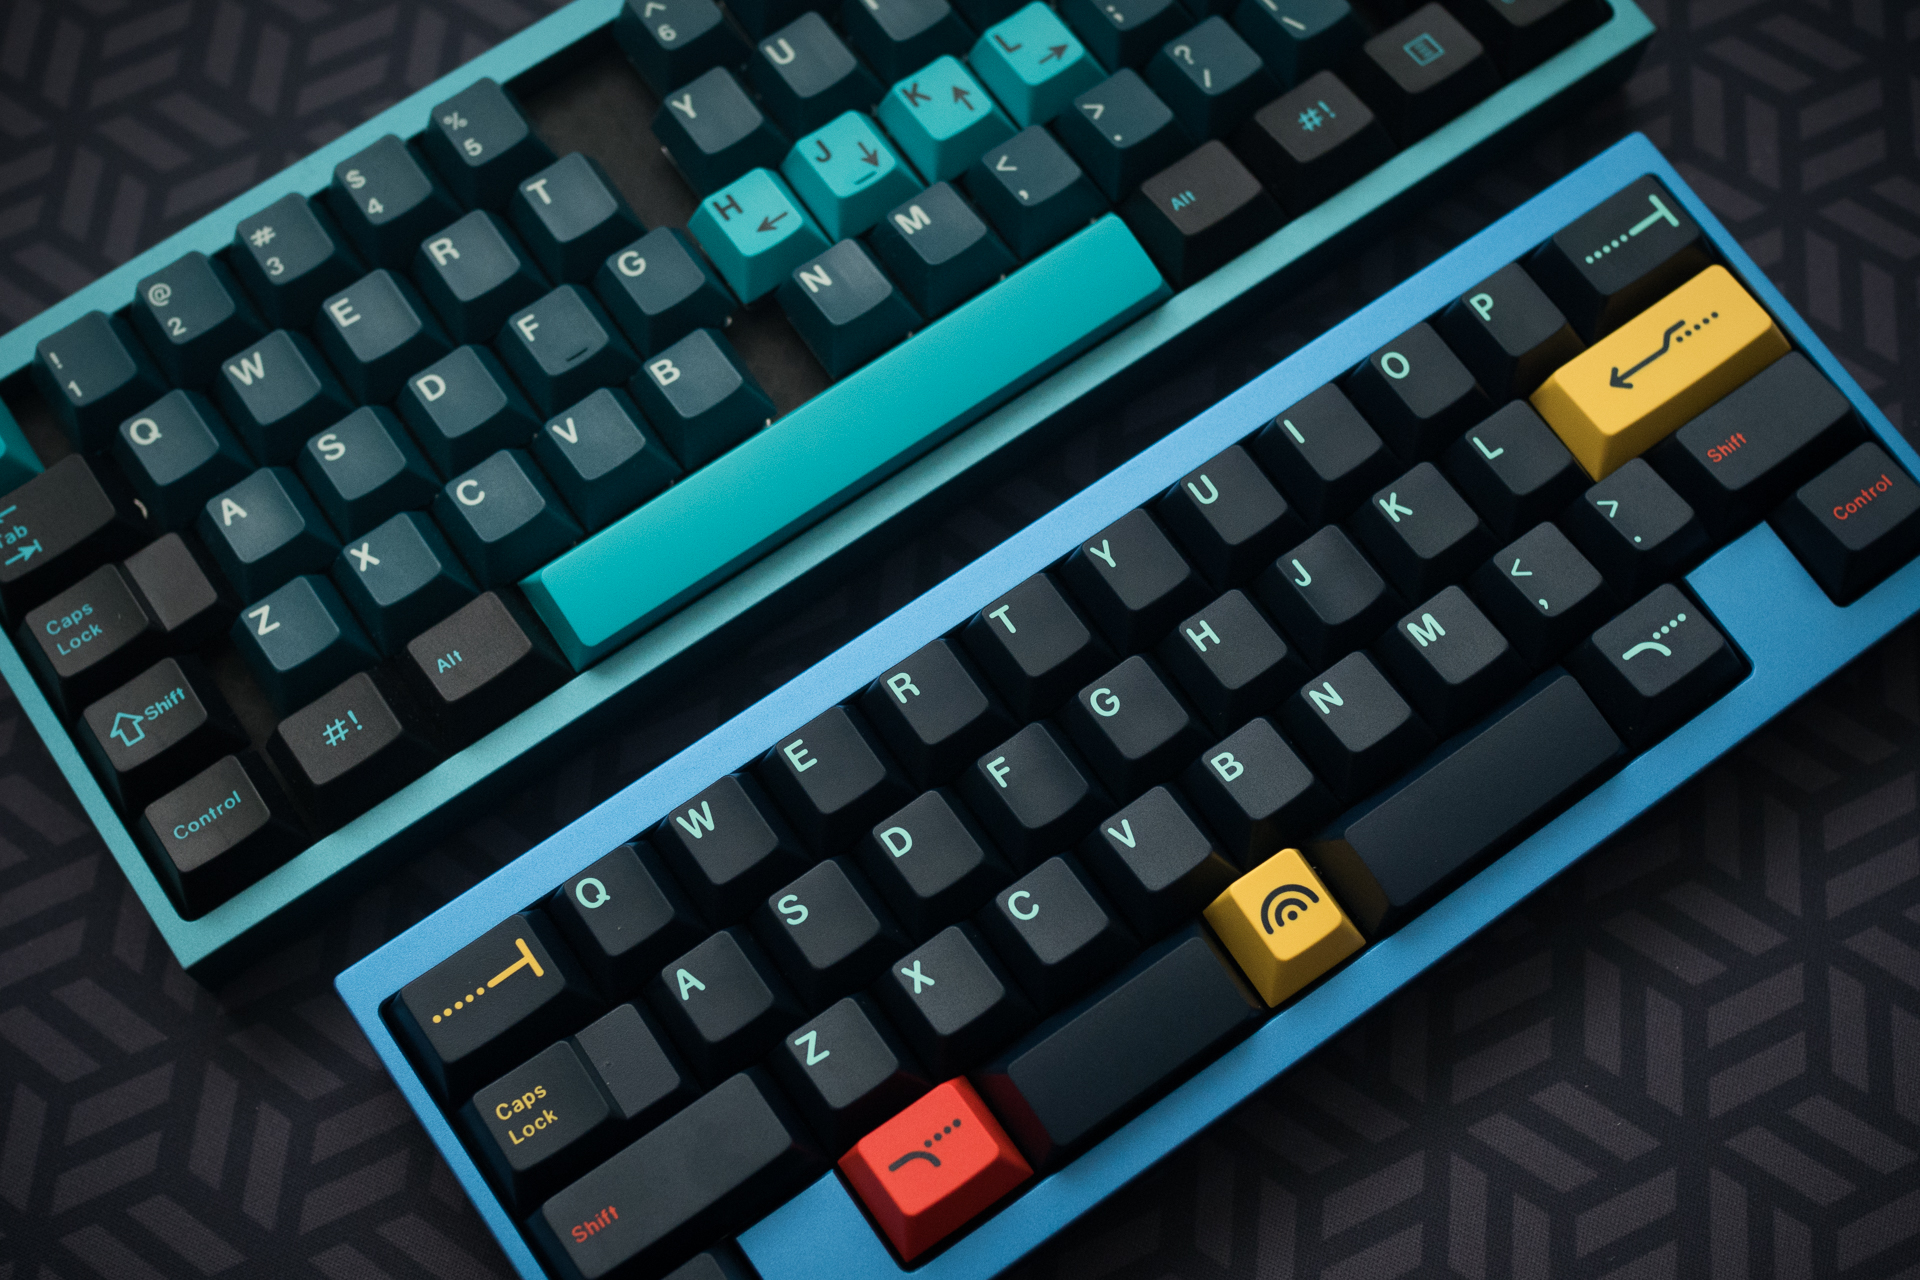 ^
6
U
L
?
/
%
5
Y
K
>
.
#!
$
4
T
J
<
,
Alt
#
3
R
G
H
M
@
2
E
F
N
!
1
W
D
B
Q
S
V
A
C
Tab
X
Caps
Lock
Z
Alt
Shift
#!
Control
P
O
I
L
Shift
U
K
>
.
Control
Y
J
<
,
T
H
M
R
G
N
E
F
B
W
D
V
Q
S
C
A
X
Z
Caps
Lock
Shift